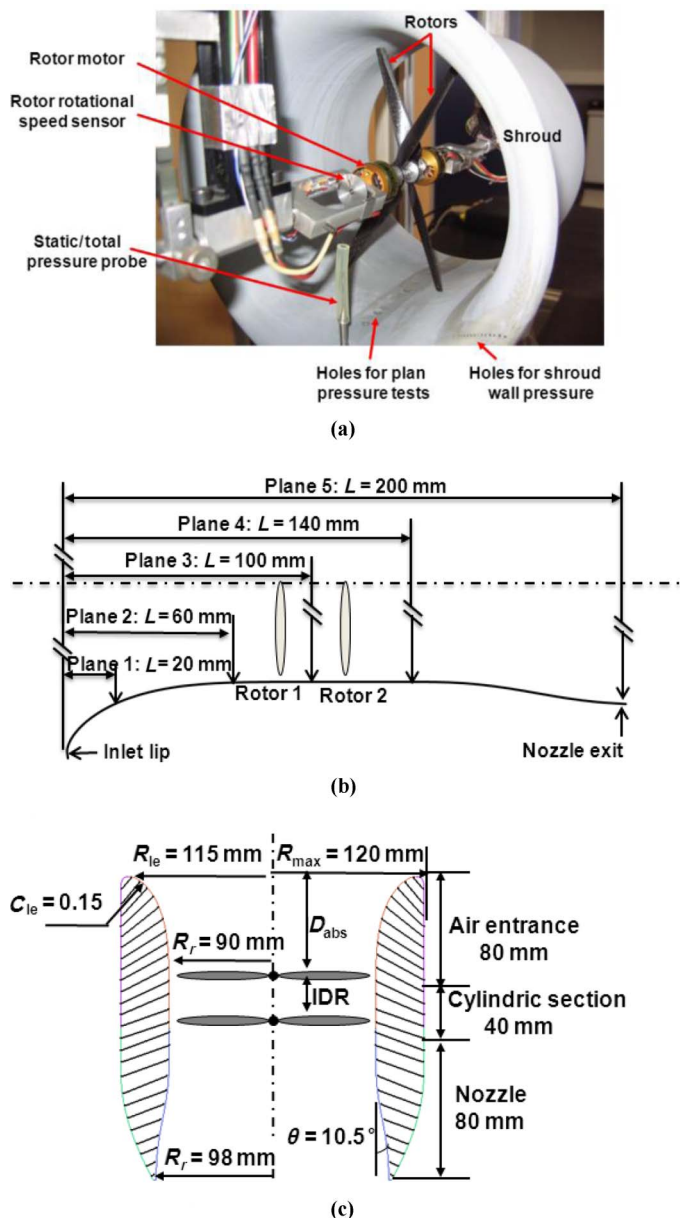 Rotors
Rotor motor
Rotor rotational
speed sensor
Shroud
Static/total
pressure probe
Holes for plan
pressure tests
Holes for shroud
wall pressure
(a)
Plane 5: L = 200 mm
Plane 4: L = 140 mm
Plane 3: L = 100 mm
Plane 2: L = 60 mm
Plane 1: L = 20 mm
Rotor 1
Rotor 2
Inlet lip
Nozzle exit
(b)
Rle = 115 mm
Rmax = 120 mm
Cle = 0.15
Dabs
Air entrance
80 mm
Rr = 90 mm
IDR
Cylindric section
40 mm
Nozzle
80 mm
θ = 10.5°
Rr = 98 mm
(c)